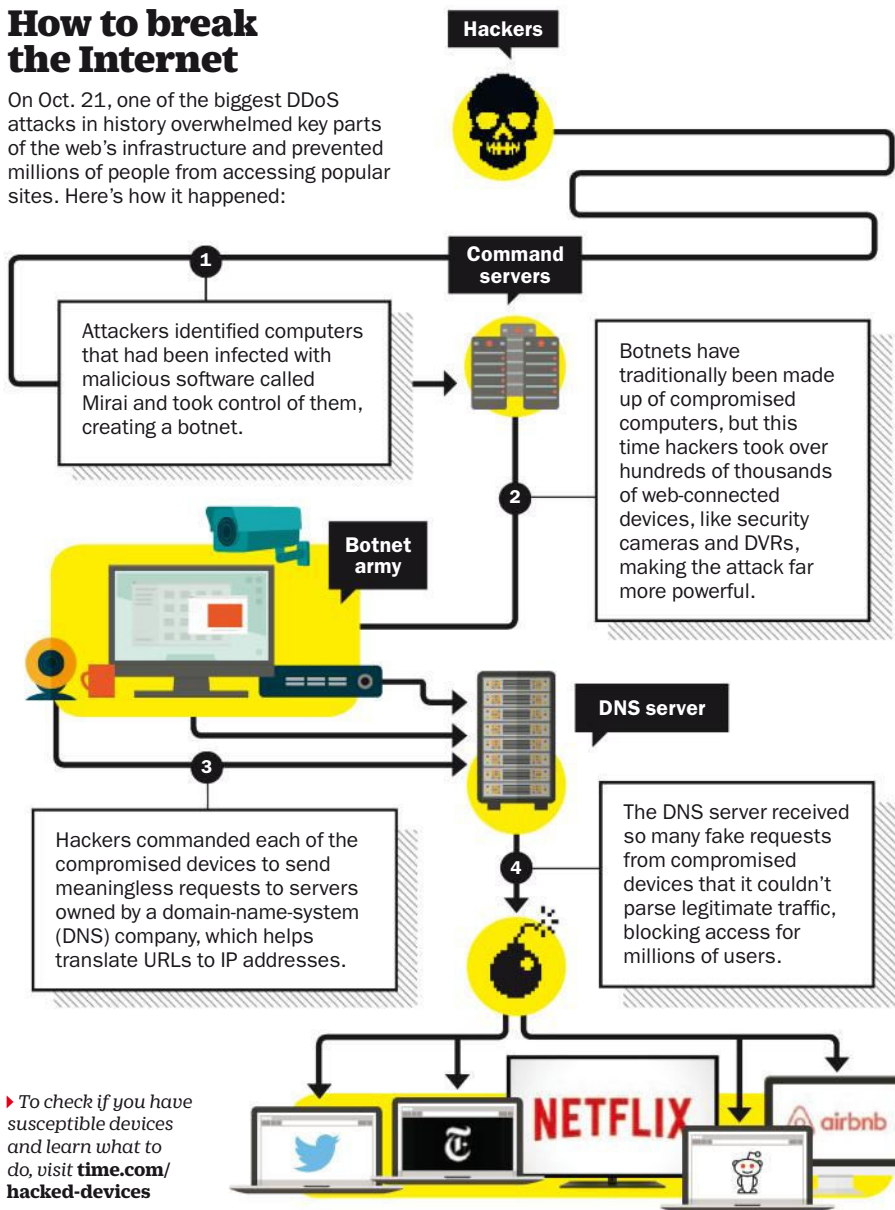 How to break
the Internet
On Oct. 21, one of the biggest DDoS
attacks in history overwhelmed key parts
of the web’s infrastructure and prevented
millions of people from accessing popular
sites. Here’s how it happened:
Hackers
1
Attackers identified computers
that had been infected with
malicious software called
Mirai and took control of them,
creating a botnet.
Command
servers
2
Botnets have
traditionally been made
up of compromised
computers, but this
time hackers took over
hundreds of thousands
of web-connected
devices, like security
cameras and DVRs,
making the attack far
more powerful.
Botnet
army
3
Hackers commanded each of the
compromised devices to send
meaningless requests to servers
owned by a domain-name-system
(DNS) company, which helps
translate URLs to IP addresses.
DNS server
4
The DNS server received
so many fake requests
from compromised
devices that it couldn’t
parse legitimate traffic,
blocking access for
millions of users.
T
NETFLIX
airbnb
To check if you have
susceptible devices
and learn what to
do, visit time.com/
hacked-devices